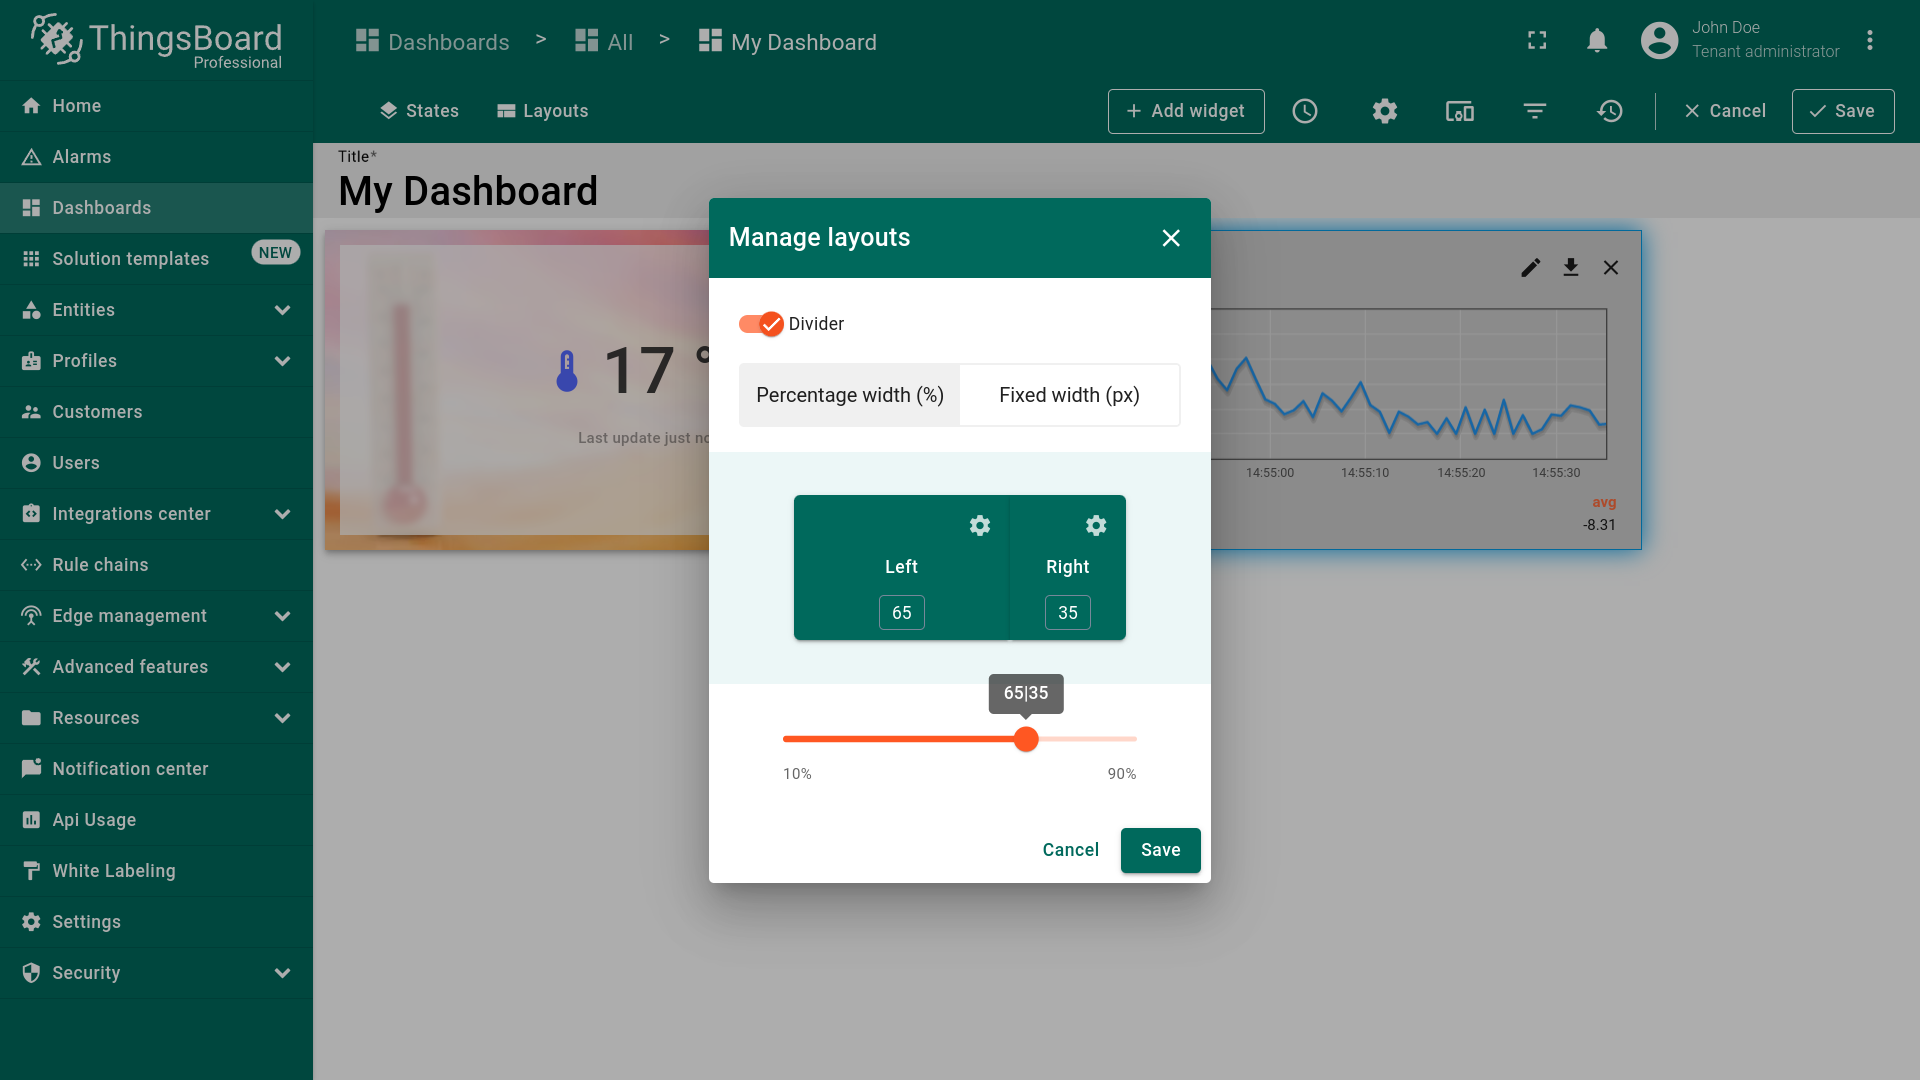 ThingsBoard
Professional
Dashboards > All > My Dashboard
John Doe
Tenant administrator
Home
Alarms
Dashboards
Solution templates NEW
Entities
Profiles
Customers
Users
Integrations center
Rule chains
Edge management
Advanced features
Resources
Notification center
Api Usage
White Labeling
Settings
Security
States Layouts
Add widget Cancel Save
Title*
My Dashboard
17 °
Last update just
14:55:00 14:55:10 14:55:20 14:55:30
avg
-8.31
Manage layouts
Divider
Percentage width (%) Fixed width (px)
Left Right
65 35
65|35
10% 90%
Cancel Save